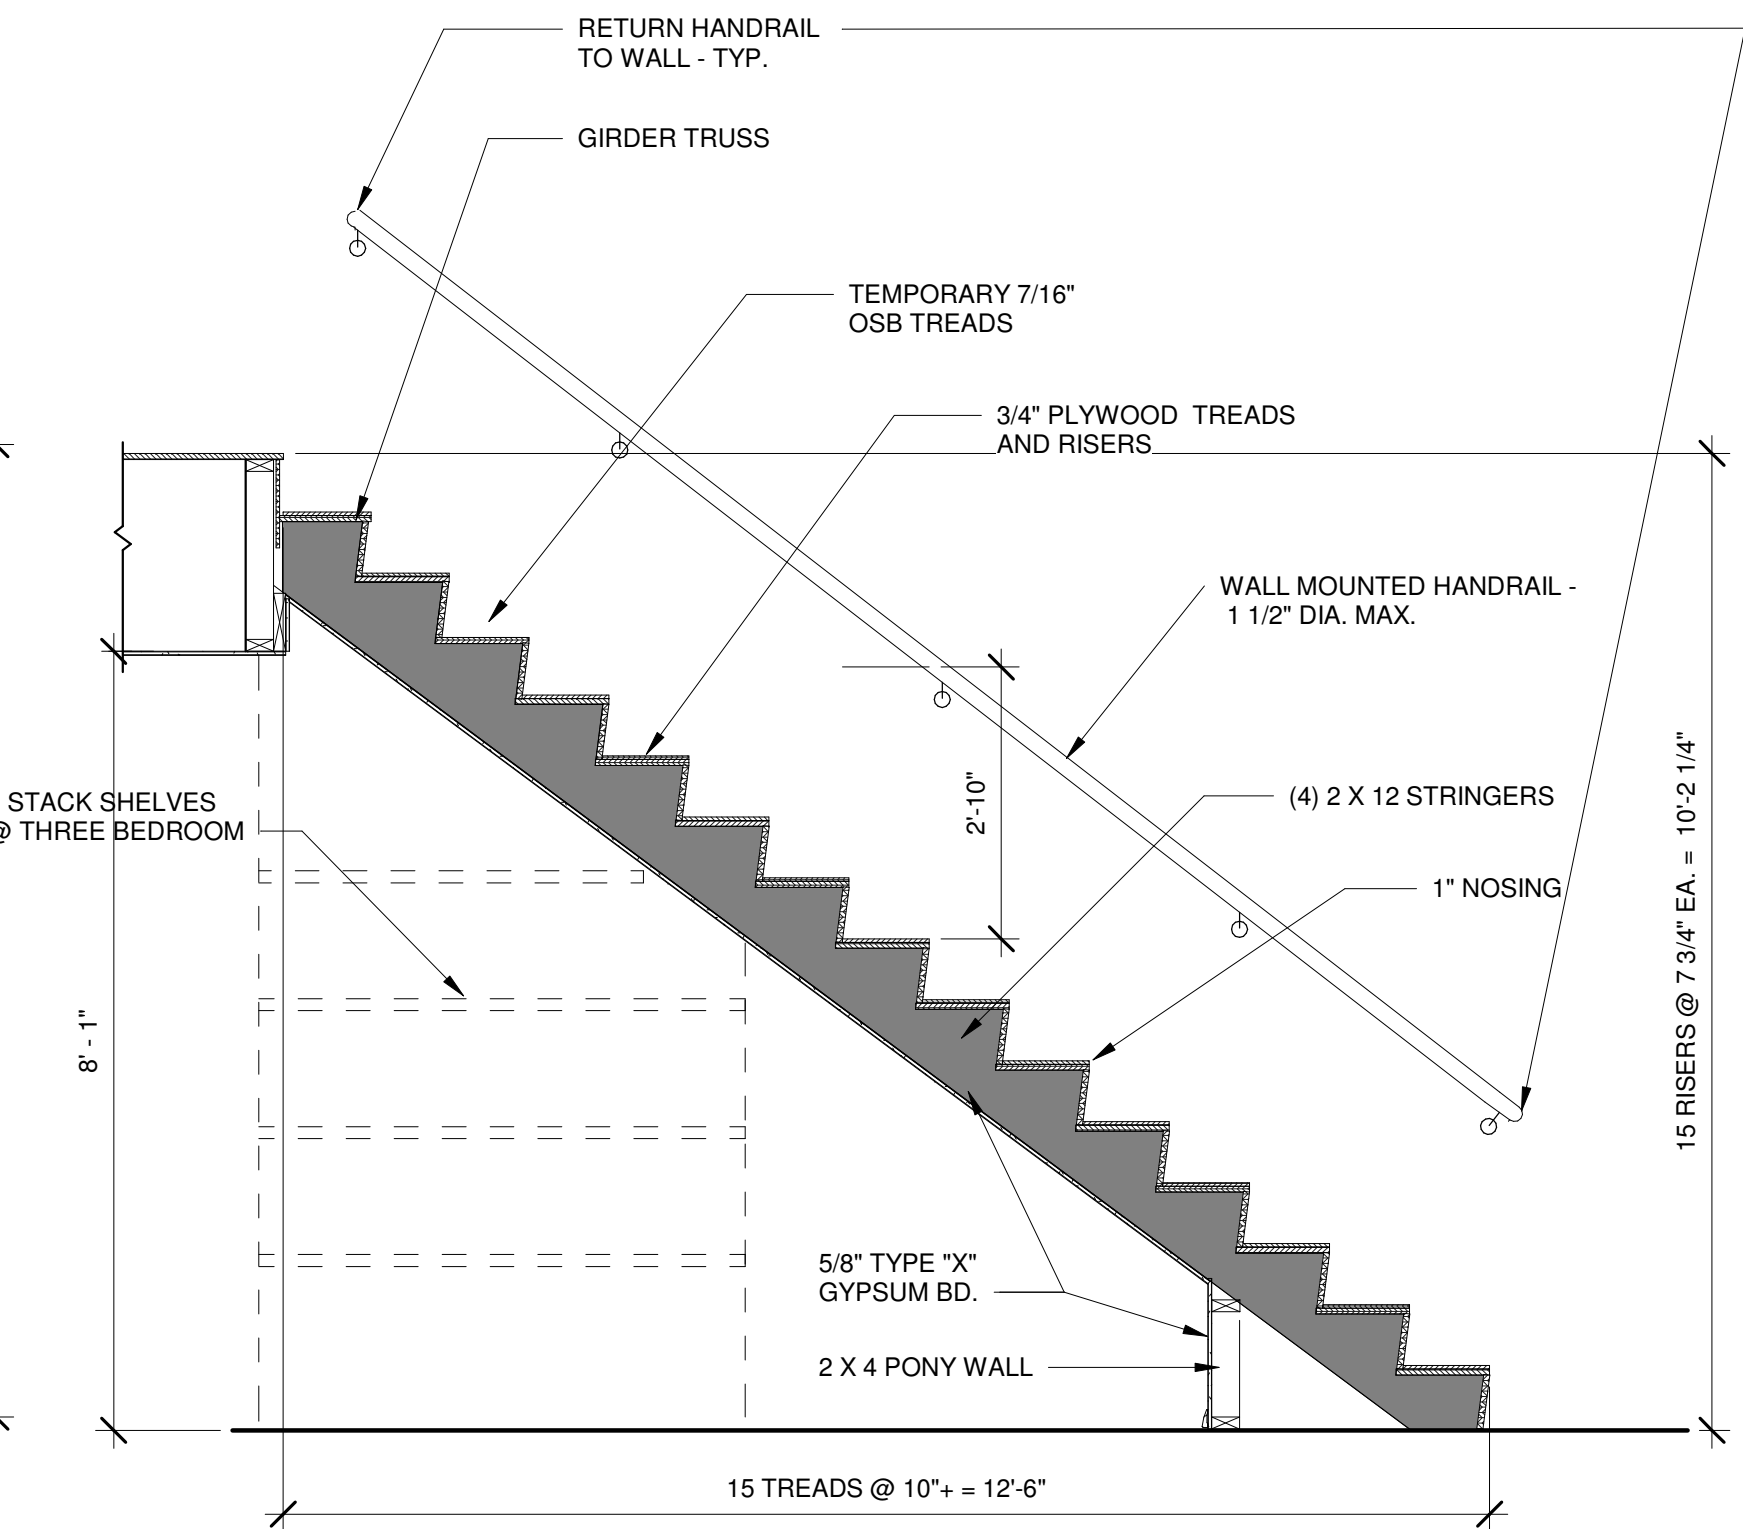 RETURN HANDRAIL
TO WALL - TYP.
GIRDER TRUSS
TEMPORARY 7/16"
OSB TREADS
3/4" PLYWOOD TREADS
AND RISERS
WALL MOUNTED HANDRAIL -
1 1/2" DIA. MAX.
2'-10"
(4) 2 X 12 STRINGERS
STACK SHELVES
@ THREE BEDROOM
1" NOSING
15 RISERS @ 7 3/4" EA. = 10'-2 1/4"
8' - 1"
5/8" TYPE "X"
GYPSUM BD.
2 X 4 PONY WALL
15 TREADS @ 10"+ = 12'-6"